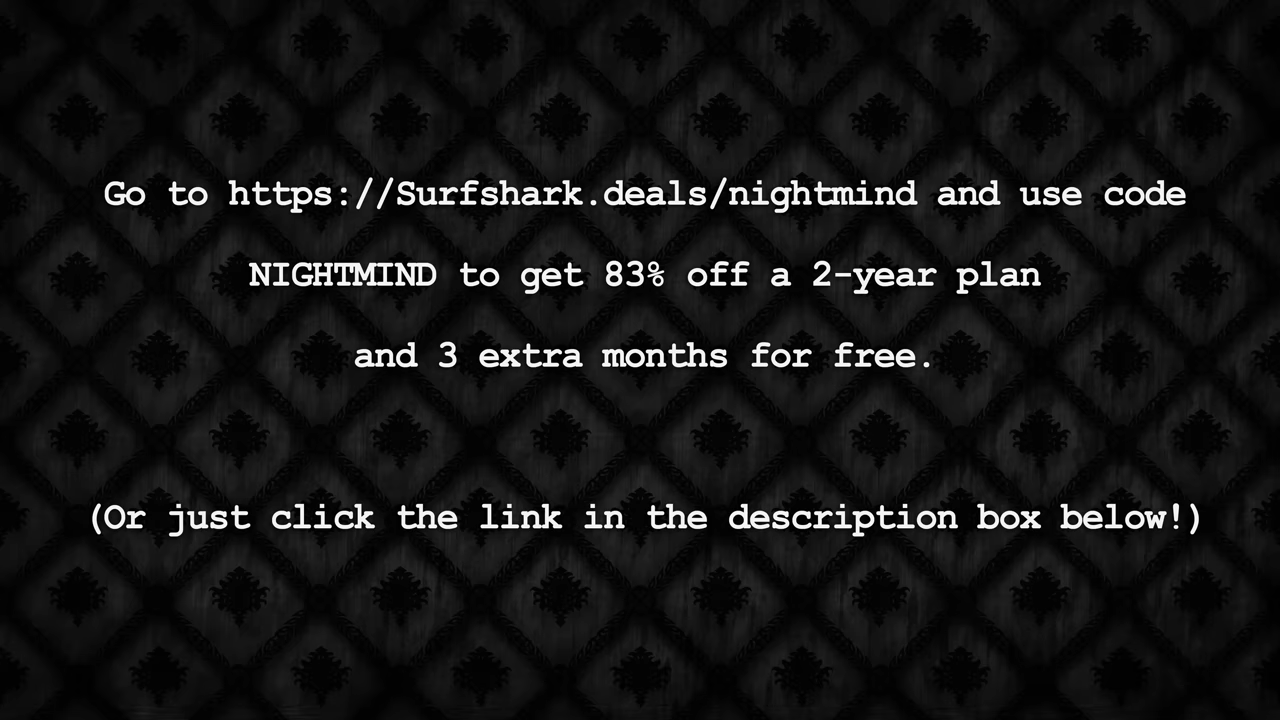 Go to https://Surfshark.deals/nightmind and use code
NIGHTMIND to get 83% off a 2-year plan
and 3 extra months for free.
(Or just click the link in the description box below!)